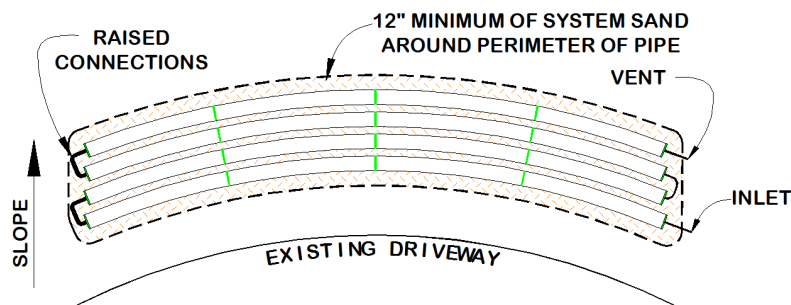 RAISED
CONNECTIONS
12" MINIMUM OF SYSTEM SAND
AROUND PERIMETER OF PIPE
VENT
SLOPE
INLET
EXISTING DRIVEWAY